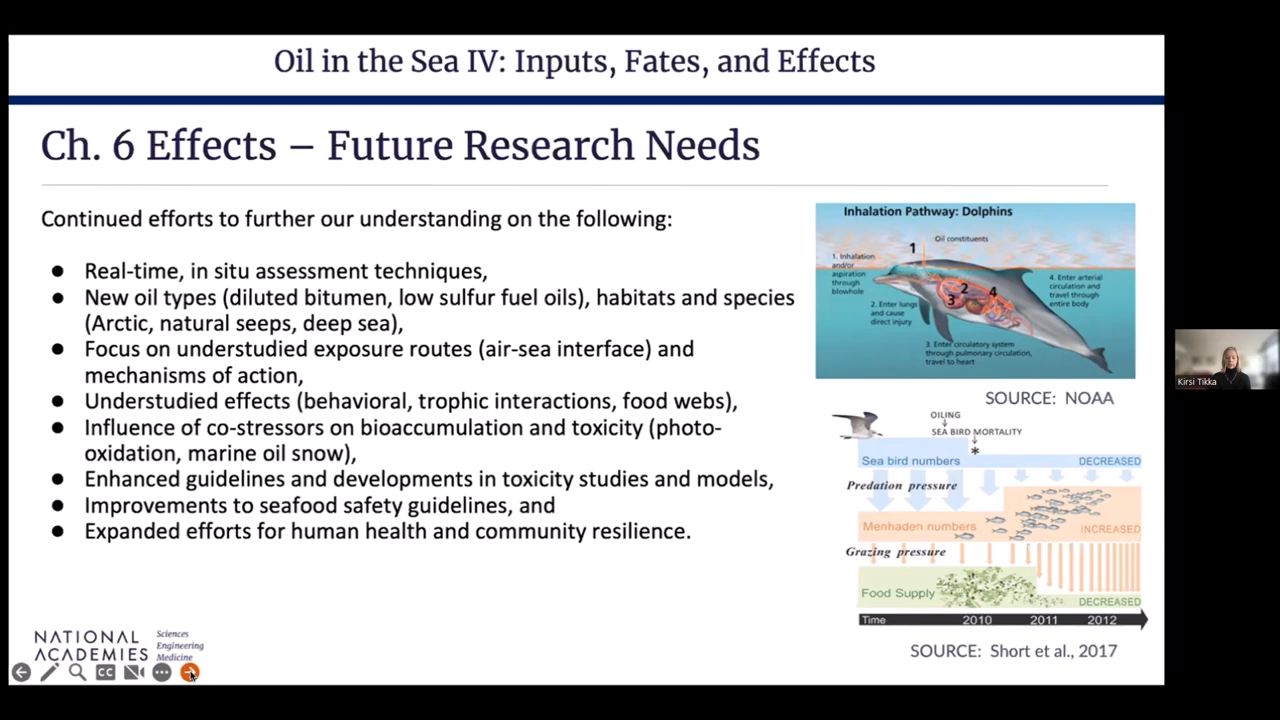 Oil in the Sea IV: Inputs, Fates, and Effects
Ch. 6 Effects – Future Research Needs
Continued efforts to further our understanding on the following:
● Real-time, in situ assessment techniques,
● New oil types (diluted bitumen, low sulfur fuel oils), habitats and species
(Arctic, natural seeps, deep sea),
● Focus on understudied exposure routes (air-sea interface) and
mechanisms of action,
● Understudied effects (behavioral, trophic interactions, food webs),
● Influence of co-stressors on bioaccumulation and toxicity (photo-
oxidation, marine oil snow),
● Enhanced guidelines and developments in toxicity studies and models,
● Improvements to seafood safety guidelines, and
● Expanded efforts for human health and community resilience.
Inhalation Pathway: Dolphins
Oil constituents
1
1. Inhalation
and/or
aspiration
through
blowhole
2. Enter lungs
and cause
direct injury
2
3
4
3. Enter circulatory system
through pulmonary circulation,
travel to heart
4. Enter arterial
circulation and
travel through
entire body
SOURCE: NOAA
OILING
SEA BIRD MORTALITY
*
Sea bird numbers DECREASED
Predation pressure
Menhaden numbers INCREASED
Grazing pressure
Food Supply DECREASED
Time 2010 2011 2012
SOURCE: Short et al., 2017
NATIONAL
ACADEMIES
Sciences
Engineering
Medicine
CC
Kirsi Tikka